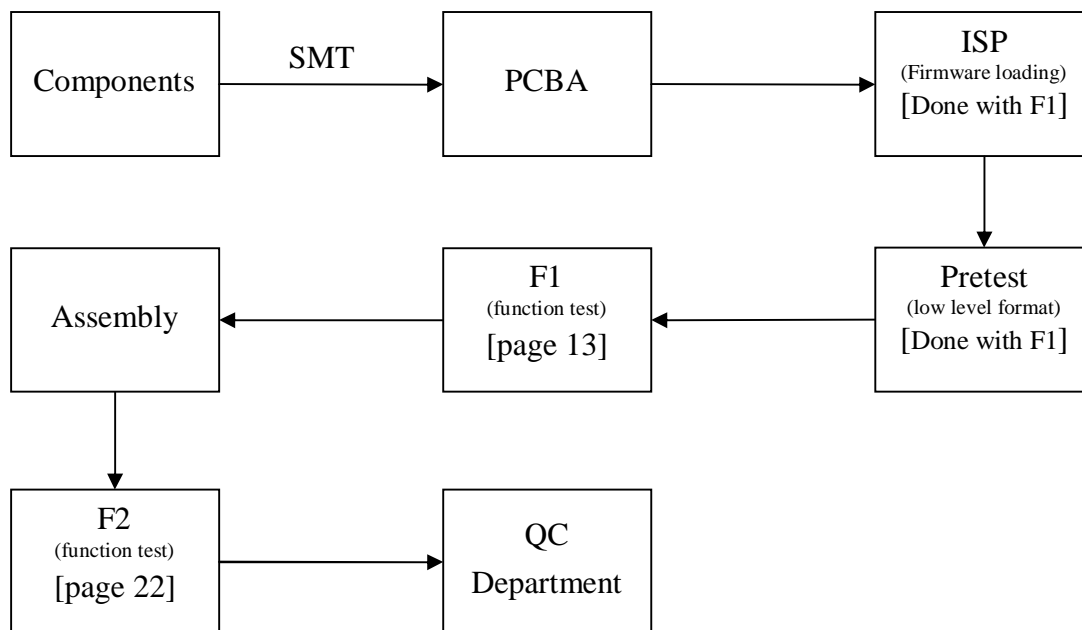 Components
SMT
PCBA
ISP
(Firmware loading)
[Done with F1]
Assembly
F1
(function test)
[page 13]
Pretest
(low level format)
[Done with F1]
F2
(function test)
[page 22]
QC
Department